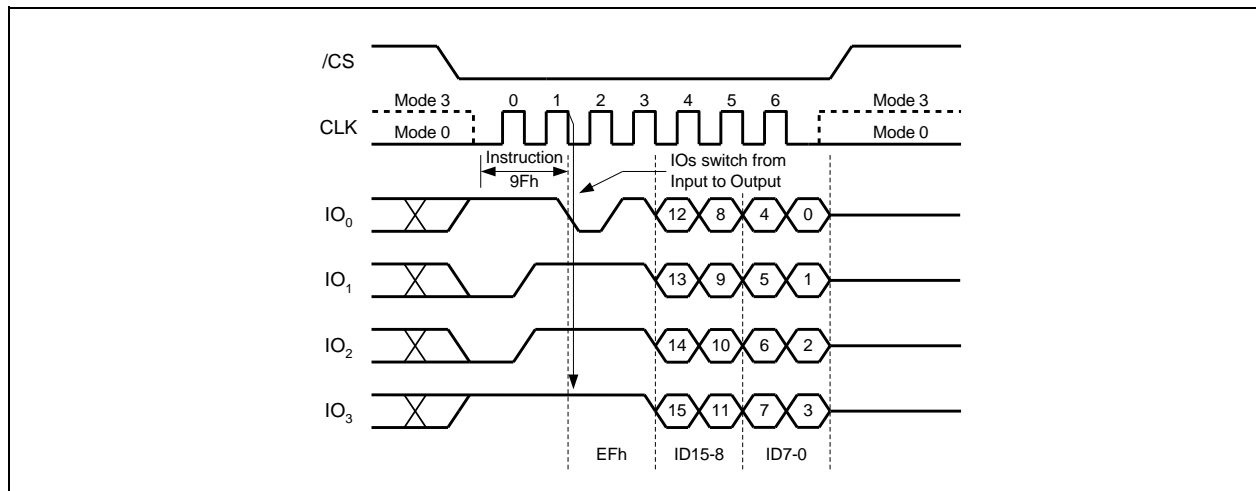 /CS
Mode 3 0 1 2 3 4 5 6 Mode 3
CLK
Mode 0 Mode 0
Instruction
9Fh
IOs switch from
Input to Output
IO0 12 8 4 0
IO1 13 9 5 1
IO2 14 10 6 2
IO3 15 11 7 3
EFh ID15-8 ID7-0